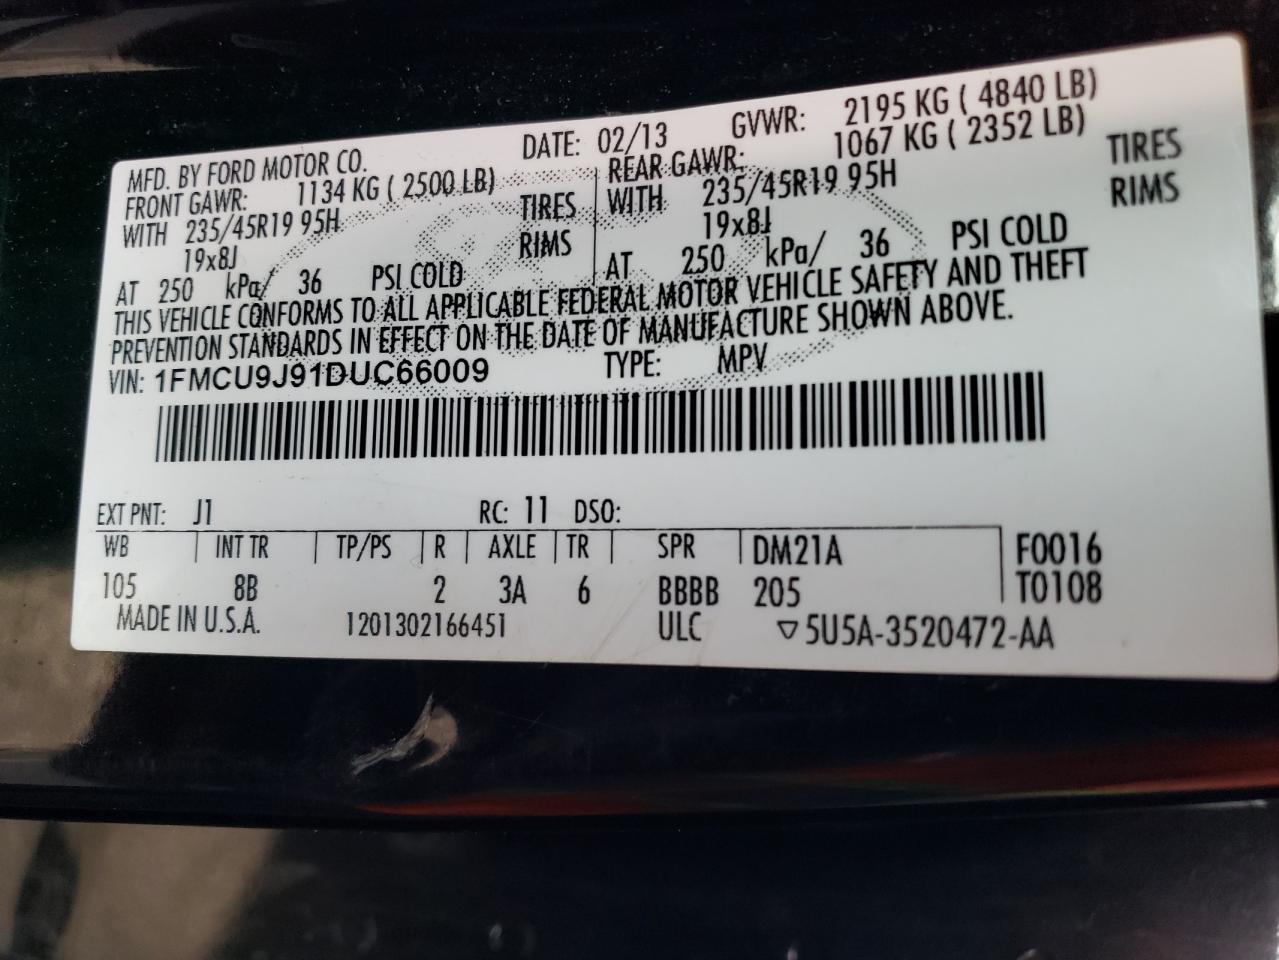 MFD. BY FORD MOTOR CO. DATE: 02/13 GVWR: 2195 KG ( 4840 LB)
FRONT GAWR: 1134 KG ( 2500 LB) REAR GAWR: 1067 KG ( 2352 LB)
WITH 235/45R19 95H TIRES WITH 235/45R19 95H TIRES
19x8J RIMS 19x8J RIMS
AT 250 kPa/ 36 PSI COLD AT 250 kPa/ 36 PSI COLD
THIS VEHICLE CONFORMS TO ALL APPLICABLE FEDERAL MOTOR VEHICLE SAFETY AND THEFT
PREVENTION STANDARDS IN EFFECT ON THE DATE OF MANUFACTURE SHOWN ABOVE.
VIN: 1FMCU9J91DUC66009 TYPE: MPV
EXT PNT: J1 RC: 11 DSO:
WB INT TR TP/PS R AXLE TR SPR DM21A F0016
105 8B 2 3A 6 BBBB 205 T0108
MADE IN U.S.A. 1201302166451 ULC ▽5U5A-3520472-AA